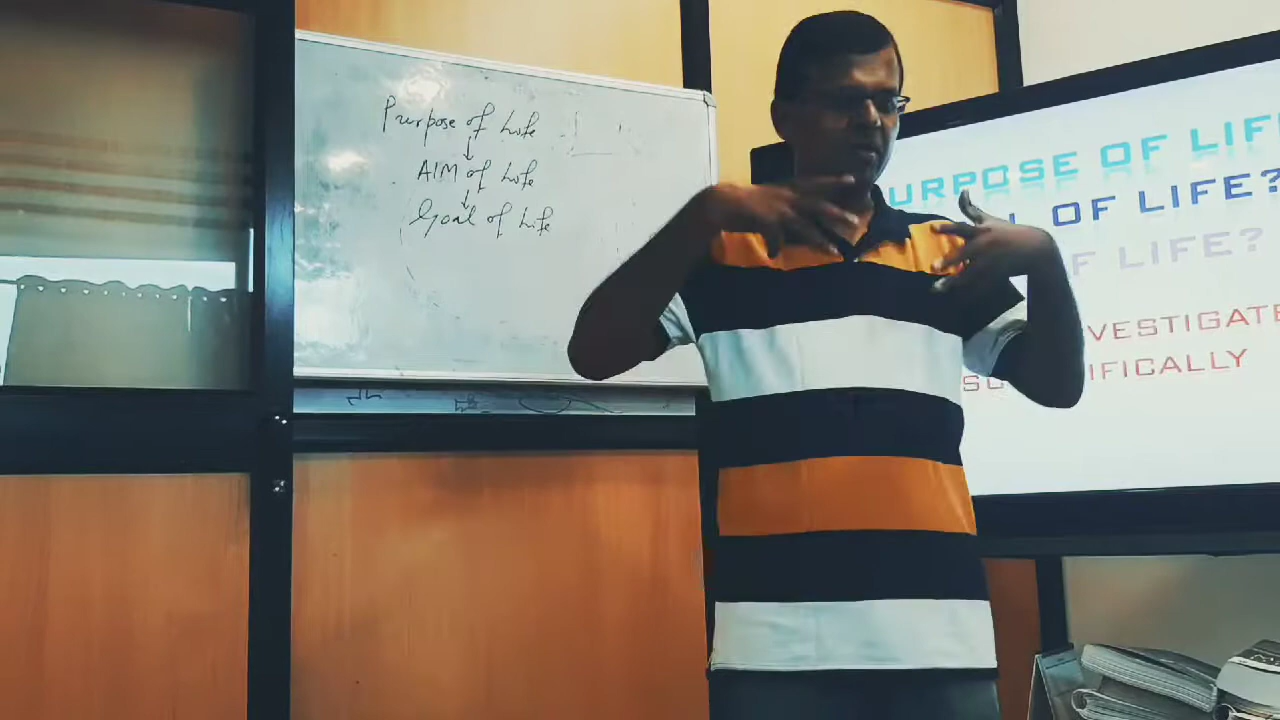 Purpose of Life
↓
AIM of Life
↓
Goal of Life
URPOSE OF LIF
L OF LIFE?
F LIFE?
VESTIGATE
IFICALLY